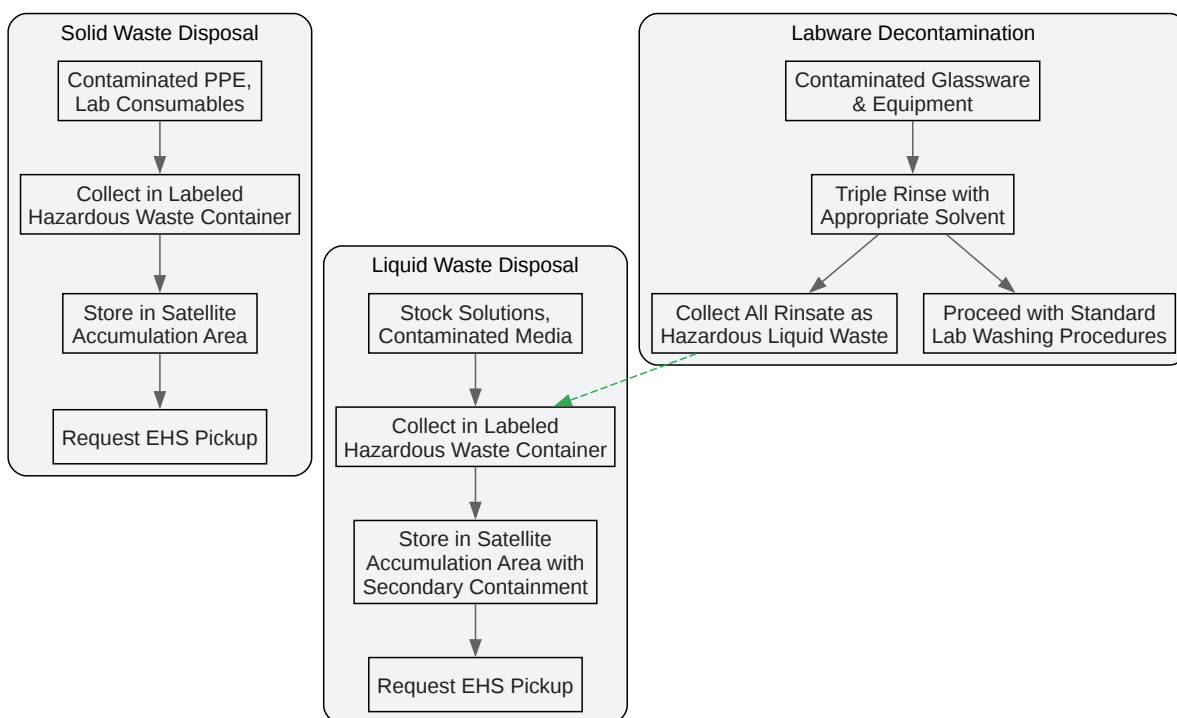 Solid Waste Disposal
Contaminated PPE,
Lab Consumables
Collect in Labeled
Hazardous Waste Container
Store in Satellite
Accumulation Area
Request EHS Pickup
Liquid Waste Disposal
Stock Solutions,
Contaminated Media
Collect in Labeled
Hazardous Waste Container
Store in Satellite
Accumulation Area with
Secondary Containment
Request EHS Pickup
Labware Decontamination
Contaminated Glassware
& Equipment
Triple Rinse with
Appropriate Solvent
Collect All Rinsate as
Hazardous Liquid Waste
Proceed with Standard
Lab Washing Procedures